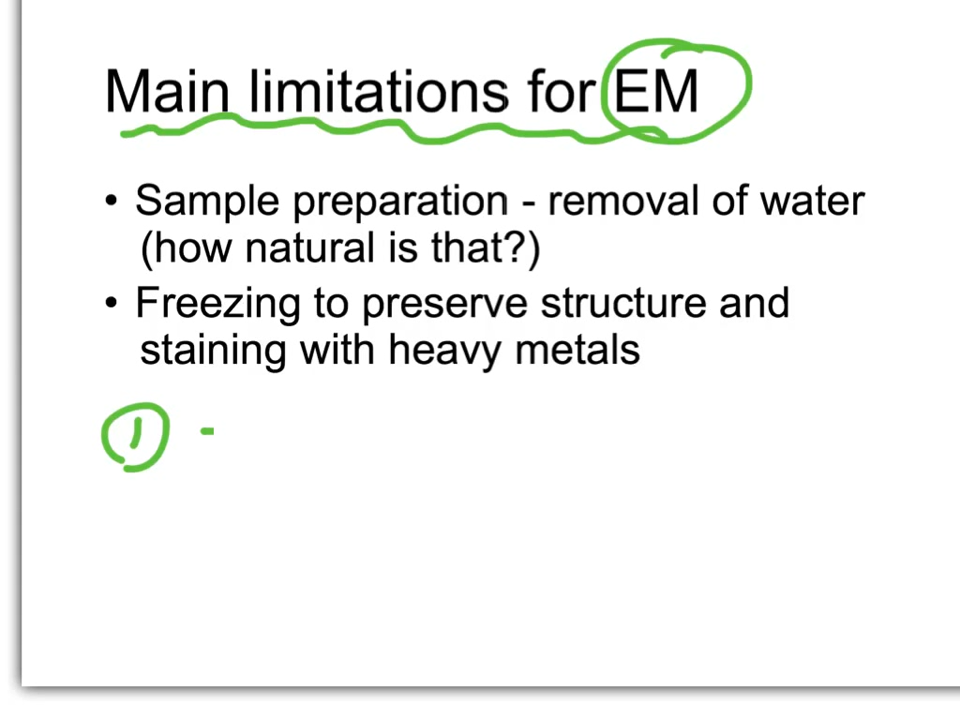 Main limitations for EM
• Sample preparation - removal of water
(how natural is that?)
• Freezing to preserve structure and
staining with heavy metals
① -